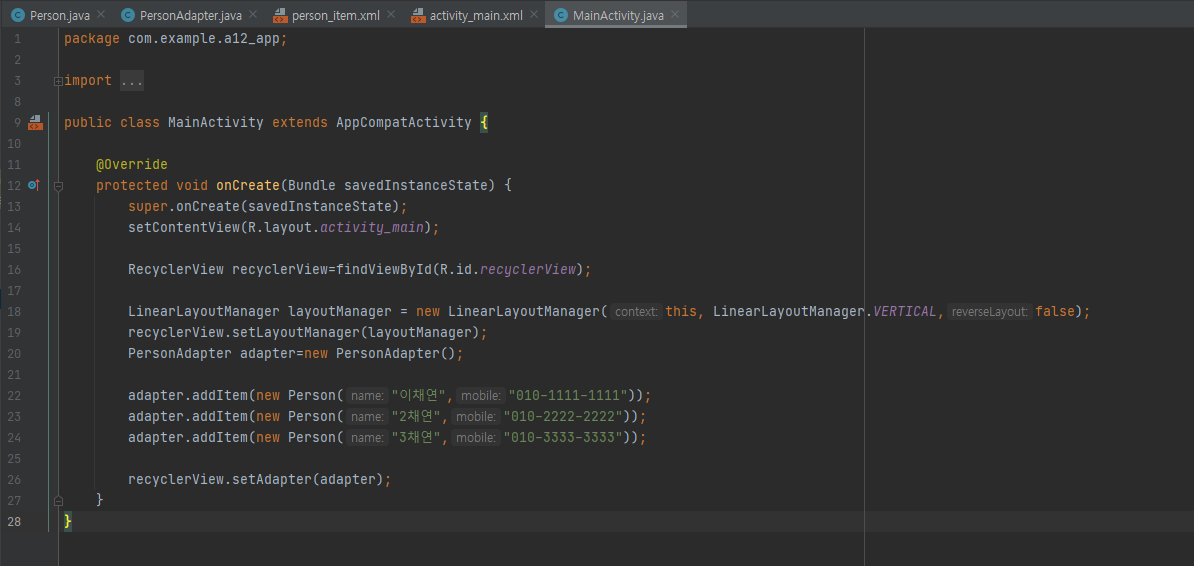 Person.java PersonAdapter.java person_item.xml activity_main.xml MainActivity.java
1 package com.example.a12_app;
2
3 import ...
8
9 public class MainActivity extends AppCompatActivity {
10
11 @Override
12 protected void onCreate(Bundle savedInstanceState) {
13 super.onCreate(savedInstanceState);
14 setContentView(R.layout.activity_main);
15
16 RecyclerView recyclerView=findViewById(R.id.recyclerView);
17
18 LinearLayoutManager layoutManager = new LinearLayoutManager( context: this, LinearLayoutManager.VERTICAL, reverseLayout: false);
19 recyclerView.setLayoutManager(layoutManager);
20 PersonAdapter adapter=new PersonAdapter();
21
22 adapter.addItem(new Person( name: "이채연", mobile: "010-1111-1111"));
23 adapter.addItem(new Person( name: "2채연", mobile: "010-2222-2222"));
24 adapter.addItem(new Person( name: "3채연", mobile: "010-3333-3333"));
25
26 recyclerView.setAdapter(adapter);
27 }
28 }